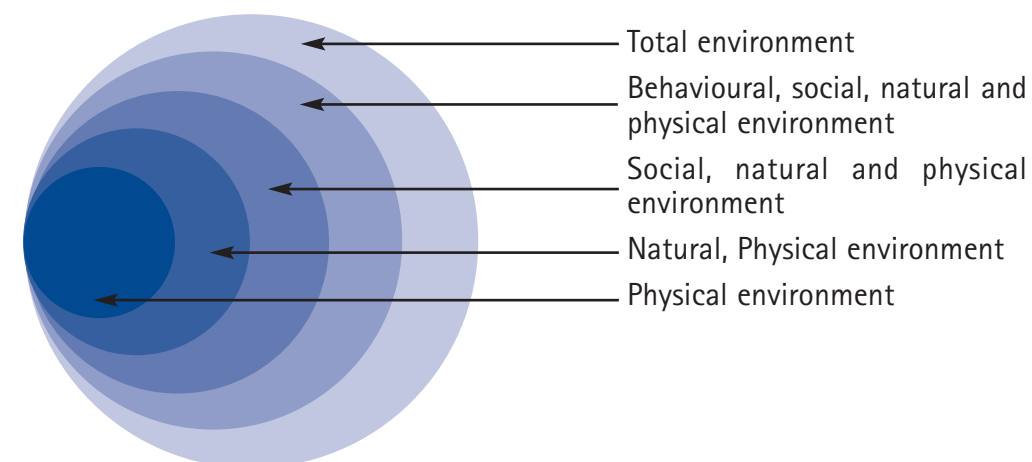 Total environment
Behavioural, social, natural and
physical environment
Social, natural and physical
environment
Natural, Physical environment
Physical environment